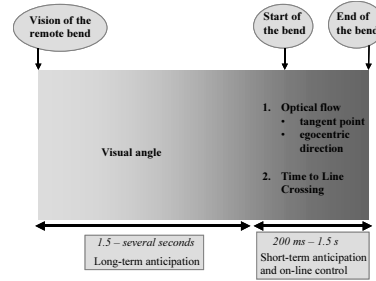 Vision of the
remote bend
Start of
the bend
End of
the bend
1. Optical flow
• tangent point
• egocentric
direction
Visual angle
2. Time to Line
Crossing
1.5 – several seconds
Long-term anticipation
200 ms – 1.5 s
Short-term anticipation
and on-line control